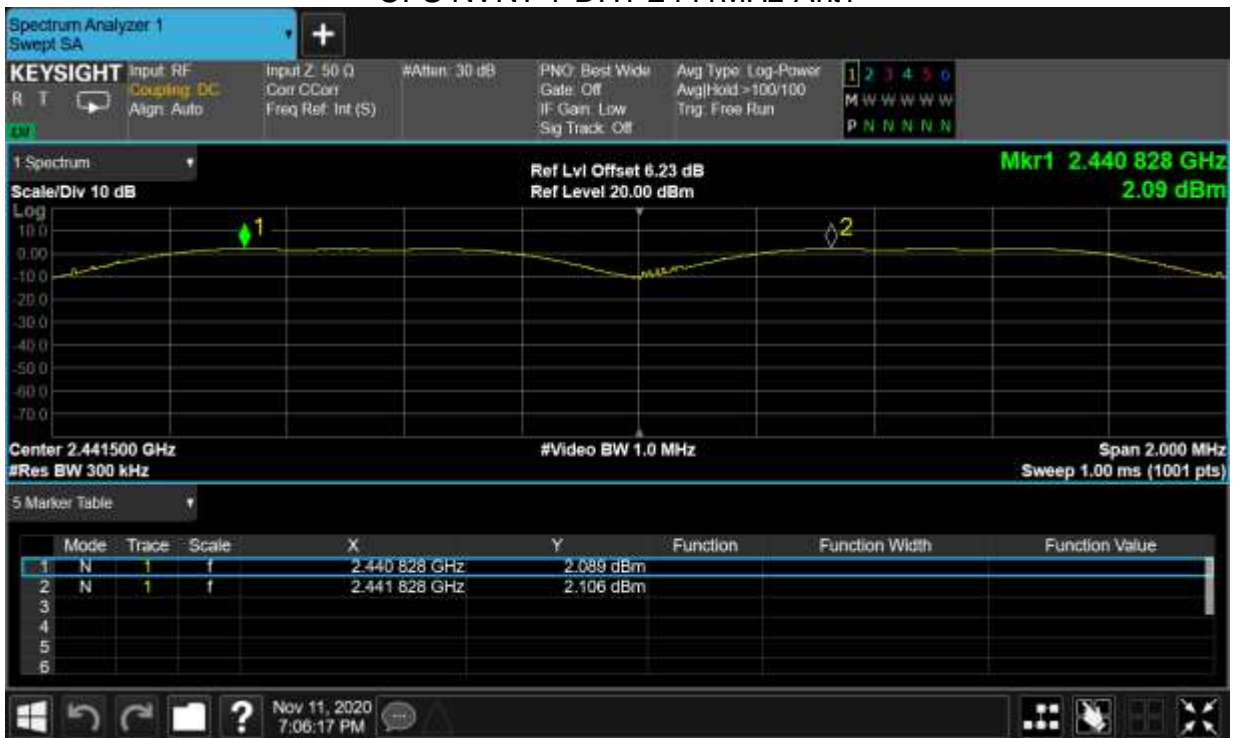 Spectrum Analyzer 1
Swept SA
+
KEYSIGHT
R T
Input: RF
Coupling: DC
Align: Auto
Input Z: 50 Ω
Corr CCorr
Freq Ref: Int (S)
#Atten: 30 dB
PNO: Best Wide
Gate: Off
IF Gain: Low
Sig Track: Off
Avg Type: Log-Power
Avg|Hold:>100/100
Trig: Free Run
1 2 3 4 5 6
M W W W W W
P N N N N N
1 Spectrum
Scale/Div 10 dB
Ref Lvl Offset 6.23 dB
Ref Level 20.00 dBm
Mkr1 2.440 828 GHz
2.09 dBm
Log
10.0
0.00
-10.0
-20.0
-30.0
-40.0
-50.0
-60.0
-70.0
1
2
Center 2.441500 GHz
#Res BW 300 kHz
#Video BW 1.0 MHz
Span 2.000 MHz
Sweep 1.00 ms (1001 pts)
5 Marker Table
Mode Trace Scale X Y Function Function Width Function Value
1 N 1 f 2.440 828 GHz 2.089 dBm
2 N 1 f 2.441 828 GHz 2.106 dBm
3
4
5
6
?
Nov 11, 2020
7:06:17 PM